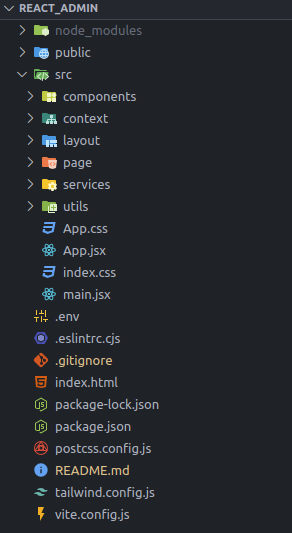 REACT_ADMIN
node_modules
public
src
components
context
layout
page
services
utils
App.css
App.jsx
index.css
main.jsx
.env
.eslintrc.cjs
.gitignore
index.html
package-lock.json
package.json
postcss.config.js
README.md
tailwind.config.js
vite.config.js